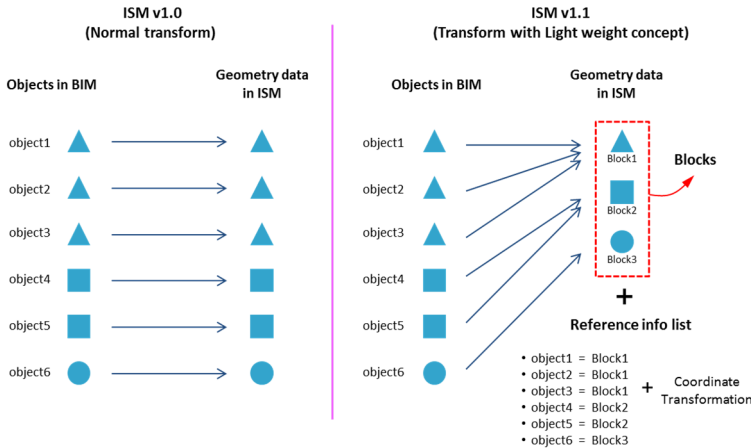 ISM v1.0
(Normal transform)
Objects in BIM
Geometry data
in ISM
object1
object2
object3
object4
object5
object6
ISM v1.1
(Transform with Light weight concept)
Objects in BIM
Geometry data
in ISM
object1
object2
object3
object4
object5
object6
Block1
Block2
Block3
Blocks
+
Reference info list
• object1 = Block1
• object2 = Block1
• object3 = Block1
• object4 = Block2
• object5 = Block2
• object6 = Block3
+
Coordinate
Transformation